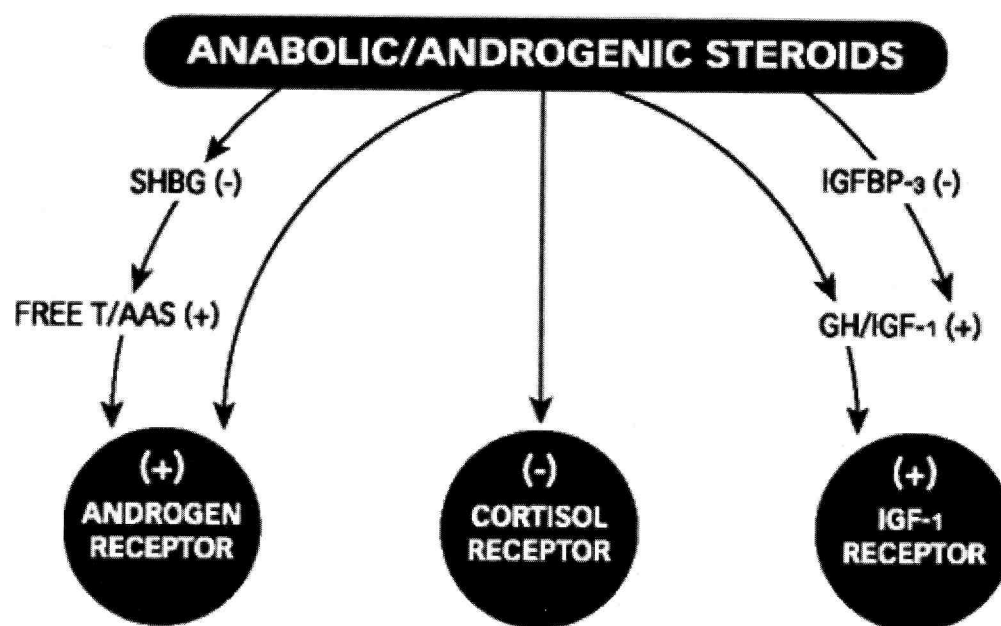 ANABOLIC/ANDROGENIC STEROIDS
SHBG (-)
IGFBP-3 (-)
FREE T/AAS (+)
GH/IGF-1 (+)
(+)
ANDROGEN
RECEPTOR
(-)
CORTISOL
RECEPTOR
(+)
IGF-1
RECEPTOR